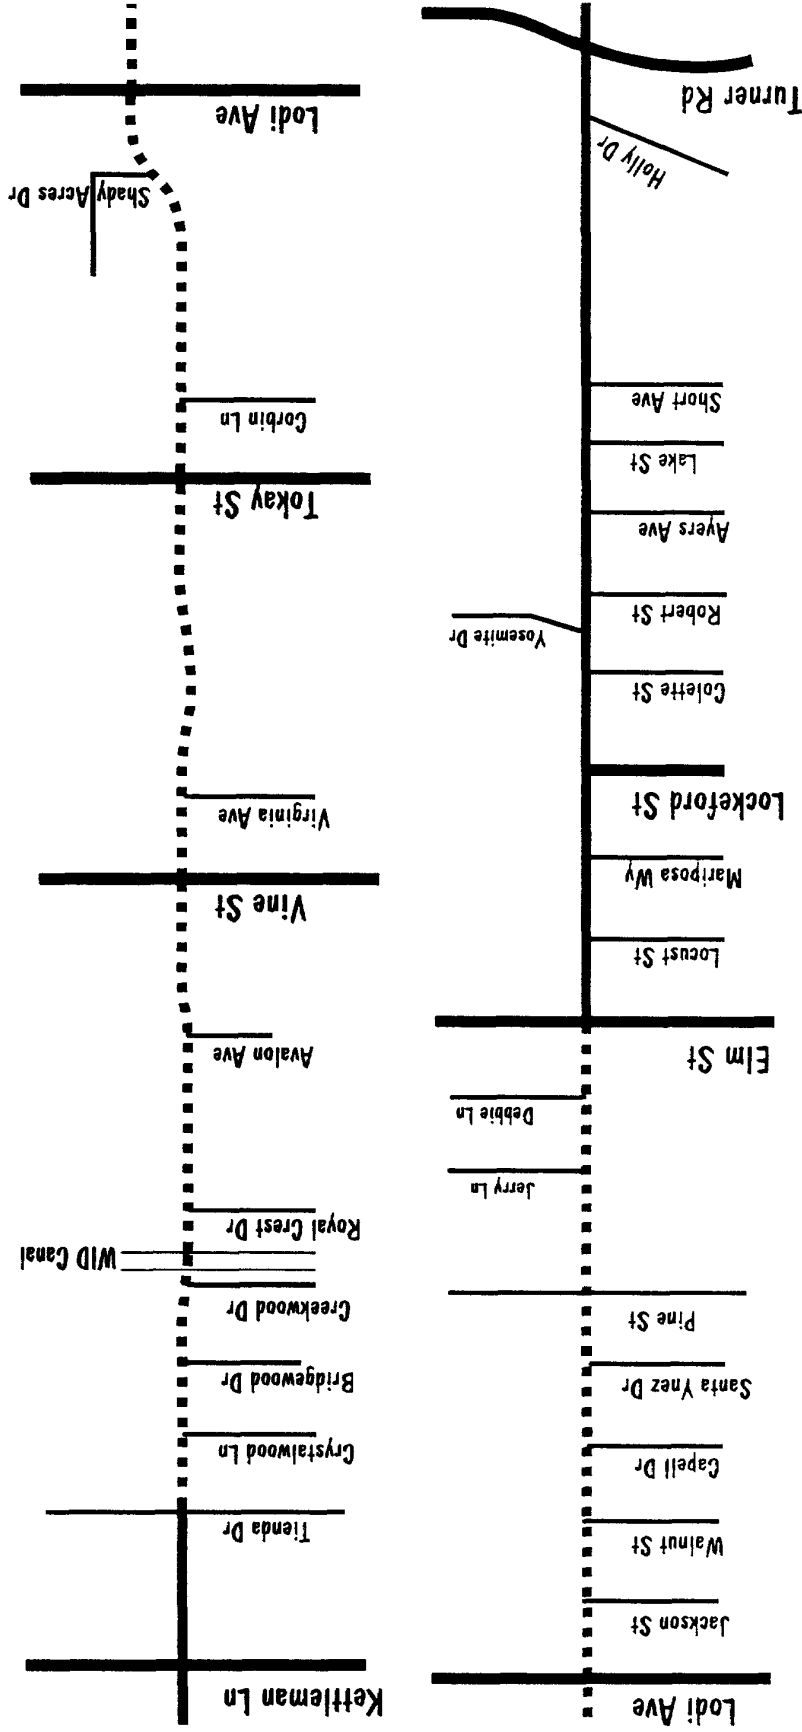 Lodi Ave
Jackson St
Walnut St
Capell Dr
Santa Ynez Dr
Pine St
Jerry Ln
Debbie Ln
Elm St
Locust St
Mariposa Wy
Lockeford St
Colette St
Yosemite Dr
Robert St
Ayers Ave
Lake St
Short Ave
Holly Dr
Turner Rd
Kettleman Ln
Tienda Dr
Crystalwood Ln
Bridgewood Dr
Creekwood Dr
WID Canal
Royal Crest Dr
Avalon Ave
Vine St
Virginia Ave
Tokay St
Corbin Ln
Shady Acres Dr
Lodi Ave